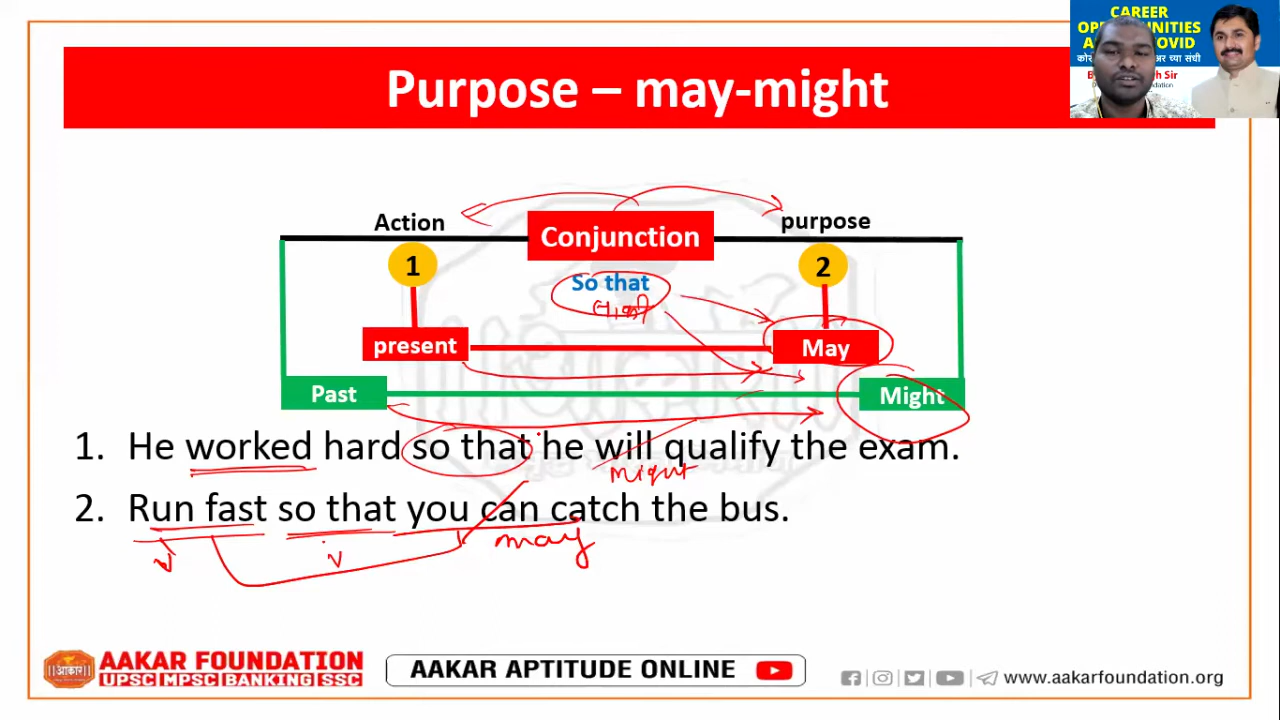 CAREER
OPPORTUNITIES
COVID
Purpose – may-might
Action
Conjunction
purpose
1
So that
2
present
May
Past
Might
1. He worked hard so that he will qualify the exam.
might
2. Run fast so that you can catch the bus.
may
आकार
AAKAR FOUNDATION
UPSC MPSC BANKING SSC
AAKAR APTITUDE ONLINE
www.aakarfoundation.org